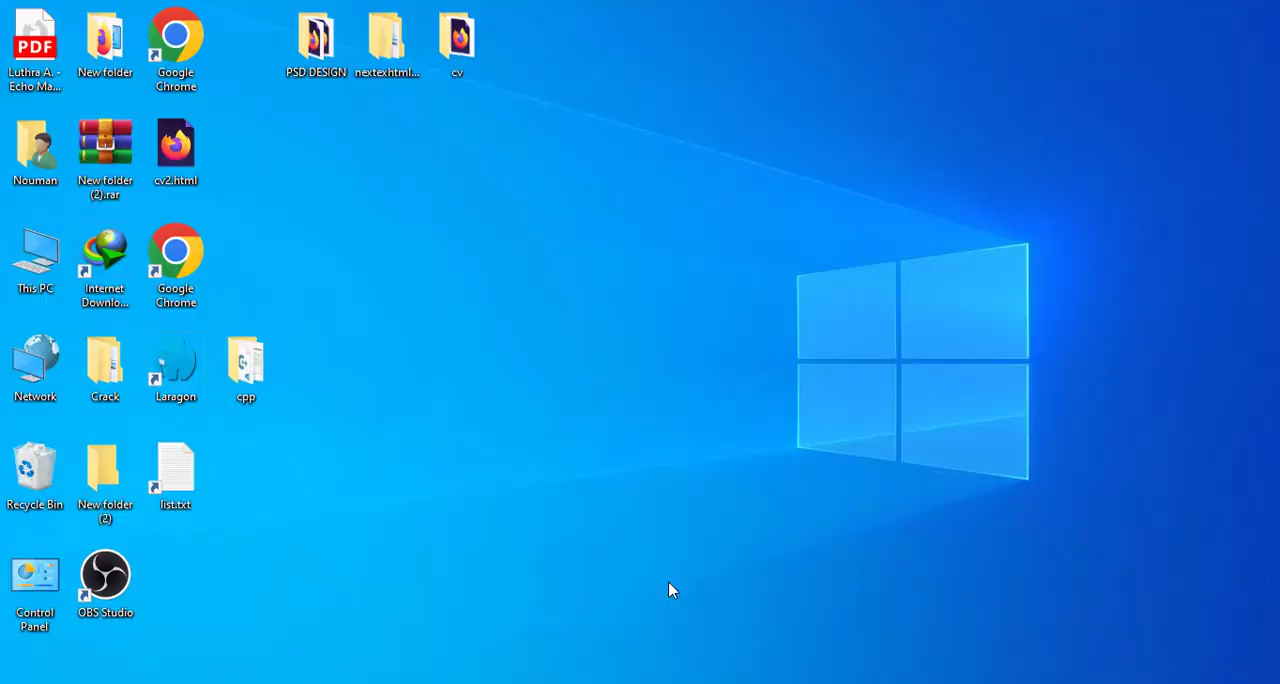 PDF
Luthra A. -
Echo Ma...
New folder
Google
Chrome
PSD DESIGN
nextexhtml...
cv
Nouman
New folder
(2).rar
cv2.html
This PC
Internet
Downlo...
Google
Chrome
Network
Crack
Laragon
cpp
Recycle Bin
New folder
(2)
list.txt
Control
Panel
OBS Studio